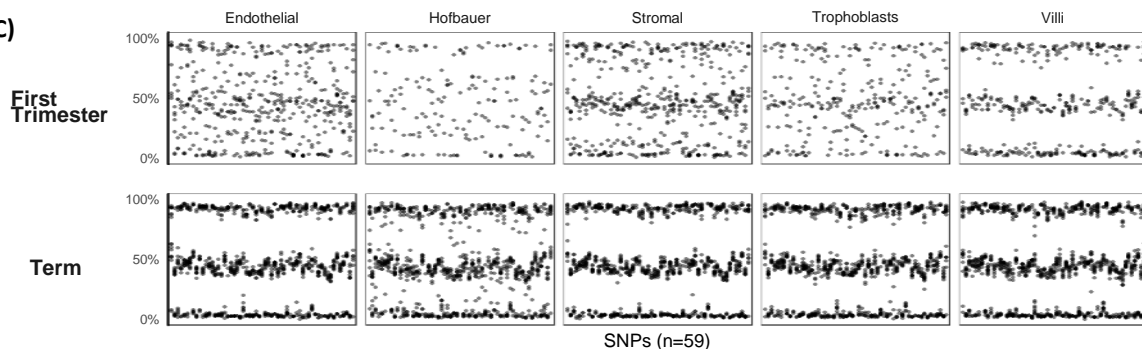 C)
Endothelial Hofbauer Stromal Trophoblasts Villi
100%
First
Trimester
50%
0%
100%
Term
50%
0%
SNPs (n=59)